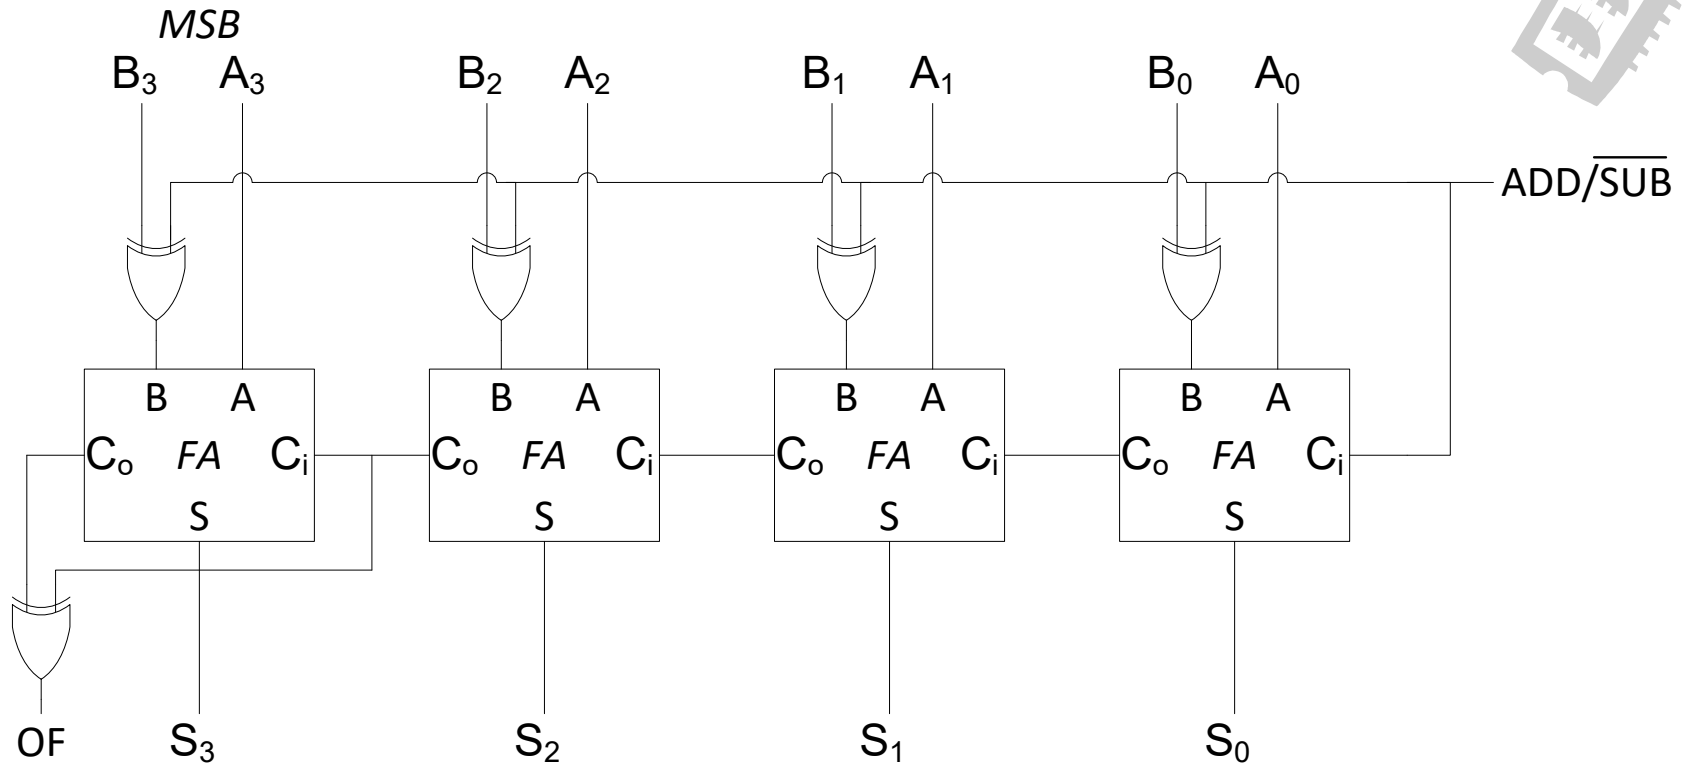 MSB
B₃ A₃ B₂ A₂ B₁ A₁ B₀ A₀
ADD/S̅U̅B̅
B A B A B A B A
Cₒ FA Cᵢ Cₒ FA Cᵢ Cₒ FA Cᵢ Cₒ FA Cᵢ
S S S S
OF S₃ S₂ S₁ S₀